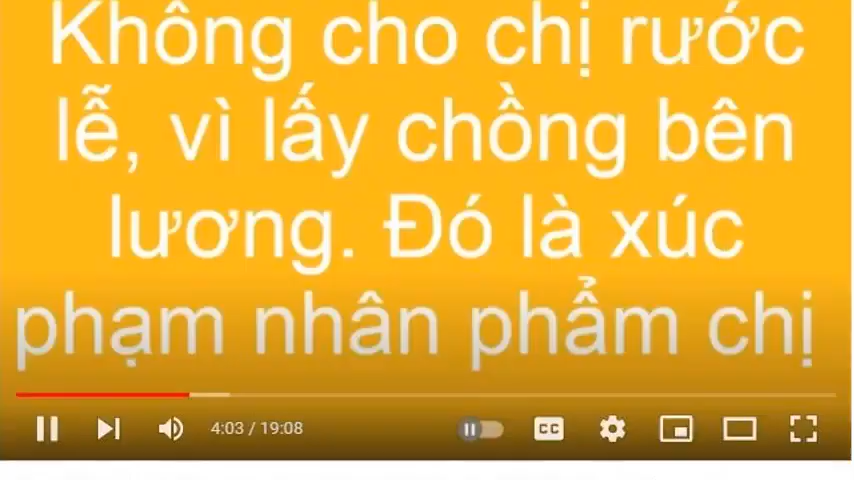 Không cho chị rước
lễ, vì lấy chồng bên
lương. Đó là xúc
phạm nhân phẩm chị
4:03 / 19:08
CC